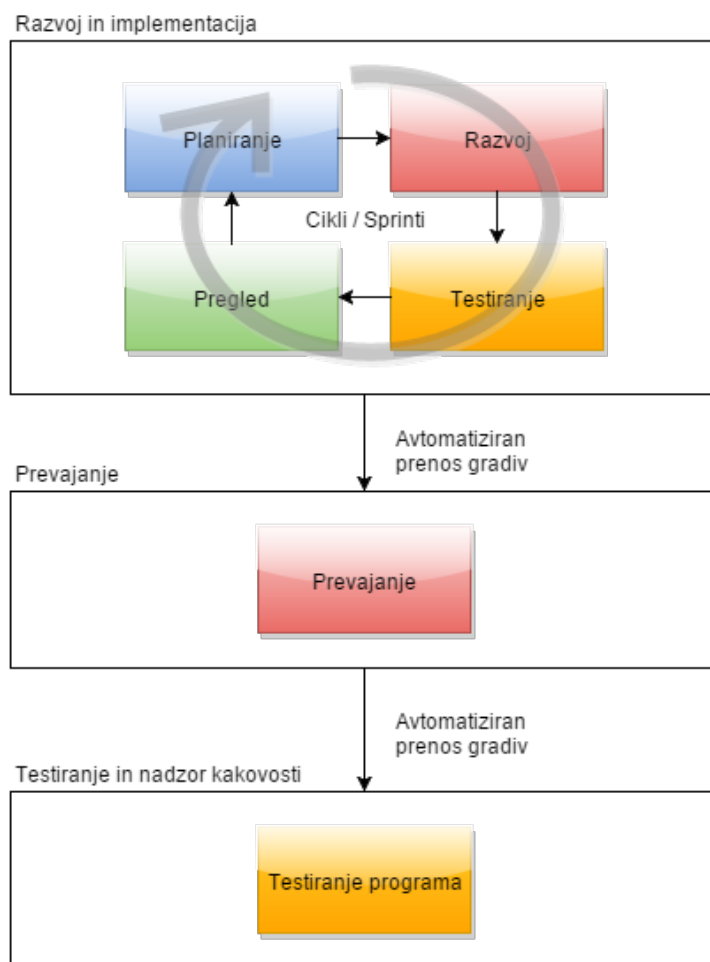 Razvoj in implementacija
Planiranje
Razvoj
Cikli / Sprinti
Pregled
Testiranje
Avtomatiziran
prenos gradiv
Prevajanje
Prevajanje
Avtomatiziran
prenos gradiv
Testiranje in nadzor kakovosti
Testiranje programa